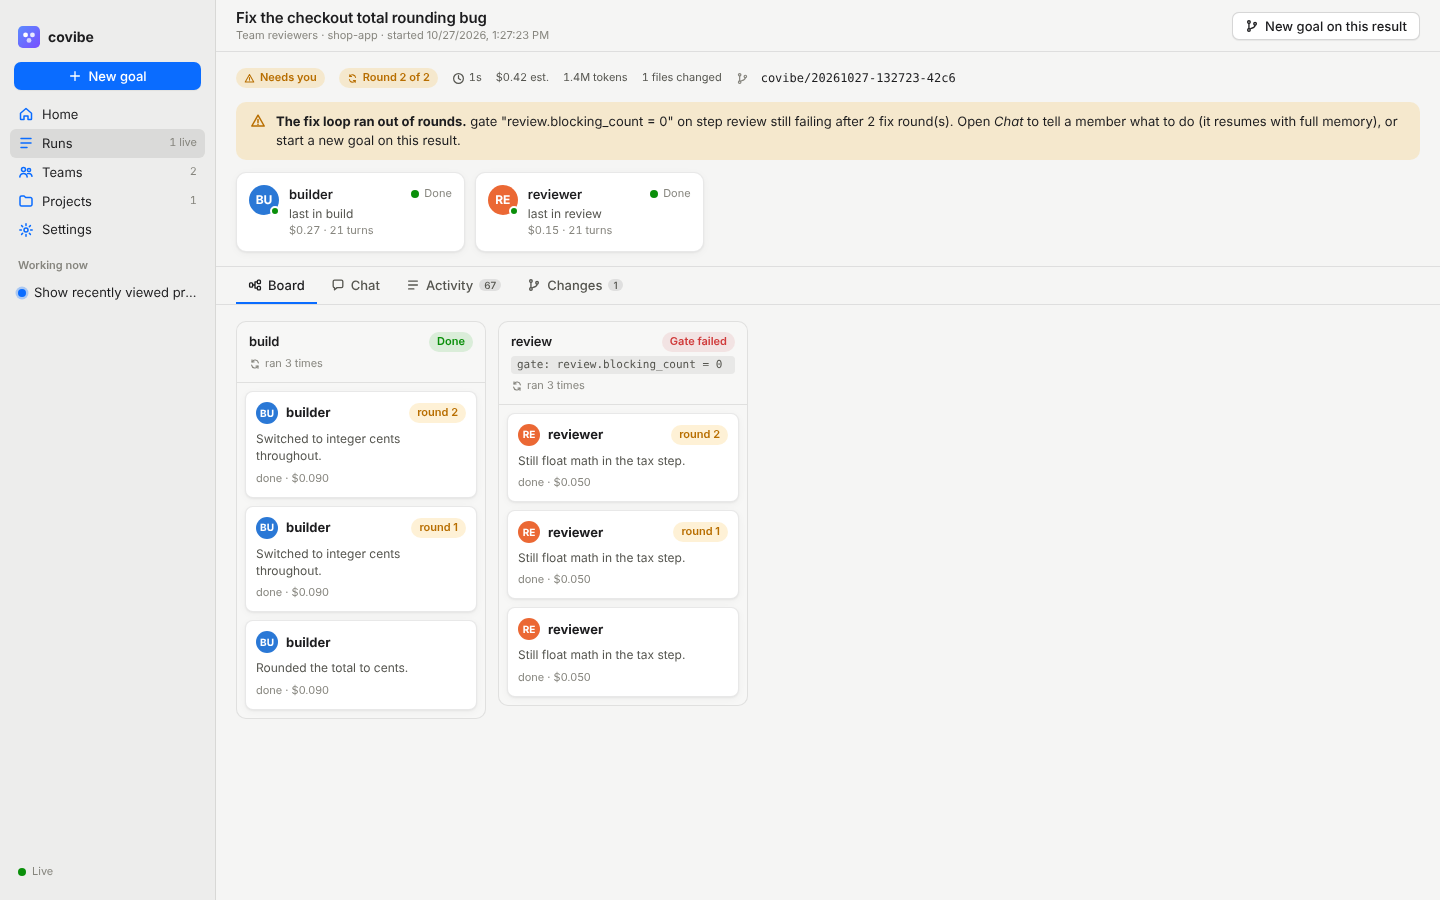 covibe
New goal
Home
Runs
1 live
Teams
2
Projects
1
Settings
Working now
Show recently viewed pr...
Live
Fix the checkout total rounding bug
Team reviewers · shop-app · started 10/27/2026, 1:27:23 PM
New goal on this result
Needs you
Round 2 of 2
1s
$0.42 est.
1.4M tokens
1 files changed
covibe/20261027-132723-42c6
The fix loop ran out of rounds. gate "review.blocking_count = 0" on step review still failing after 2 fix round(s). Open Chat to tell a member what to do (it resumes with full memory), or
start a new goal on this result.
BU
builder
Done
last in build
$0.27 · 21 turns
RE
reviewer
Done
last in review
$0.15 · 21 turns
Board
Chat
Activity 67
Changes 1
build
Done
ran 3 times
BU
builder
round 2
Switched to integer cents
throughout.
done · $0.090
BU
builder
round 1
Switched to integer cents
throughout.
done · $0.090
BU
builder
Rounded the total to cents.
done · $0.090
review
Gate failed
gate: review.blocking_count = 0
ran 3 times
RE
reviewer
round 2
Still float math in the tax step.
done · $0.050
RE
reviewer
round 1
Still float math in the tax step.
done · $0.050
RE
reviewer
Still float math in the tax step.
done · $0.050